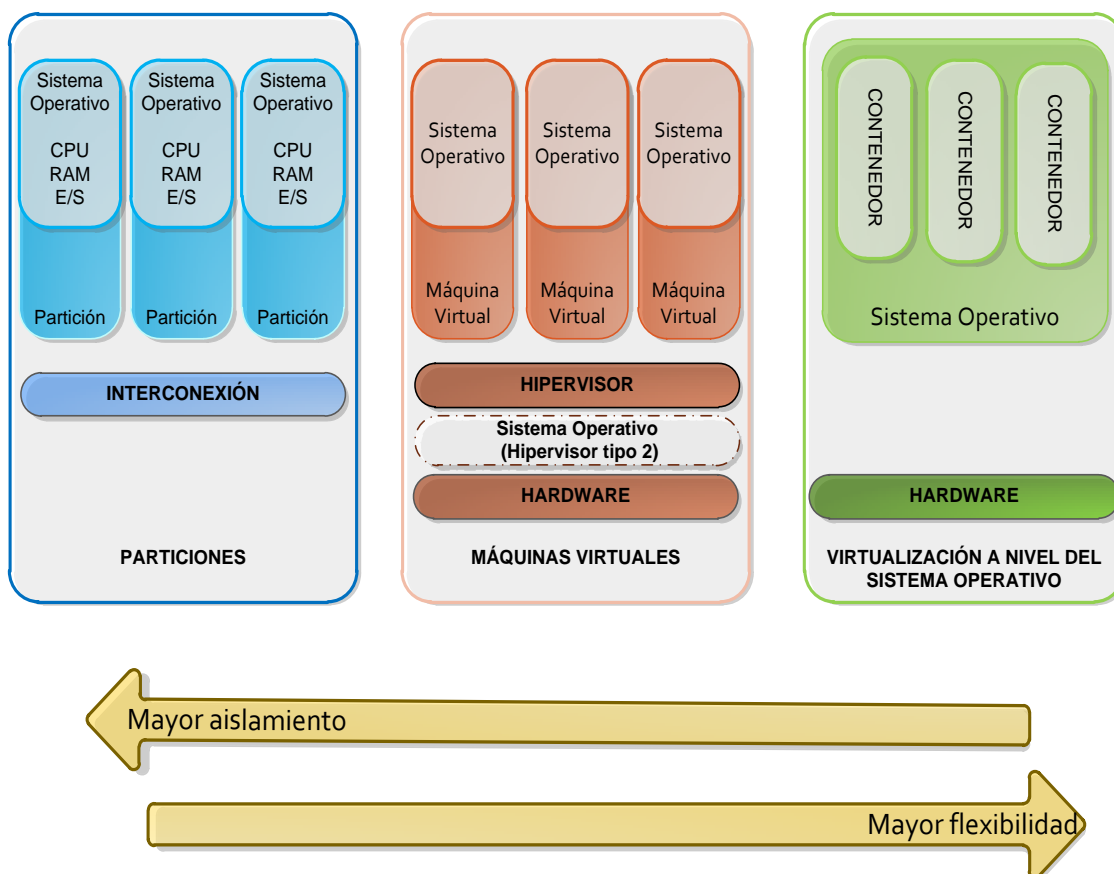 Sistema
Operativo
CPU
RAM
E/S
Partición
Sistema
Operativo
CPU
RAM
E/S
Partición
Sistema
Operativo
CPU
RAM
E/S
Partición
INTERCONEXIÓN
PARTICIONES
Sistema
Operativo
Máquina
Virtual
Sistema
Operativo
Máquina
Virtual
Sistema
Operativo
Máquina
Virtual
HIPERVISOR
Sistema Operativo
(Hipervisor tipo 2)
HARDWARE
MÁQUINAS VIRTUALES
CONTENEDOR
CONTENEDOR
CONTENEDOR
Sistema Operativo
HARDWARE
VIRTUALIZACIÓN A NIVEL DEL
SISTEMA OPERATIVO
Mayor aislamiento
Mayor flexibilidad